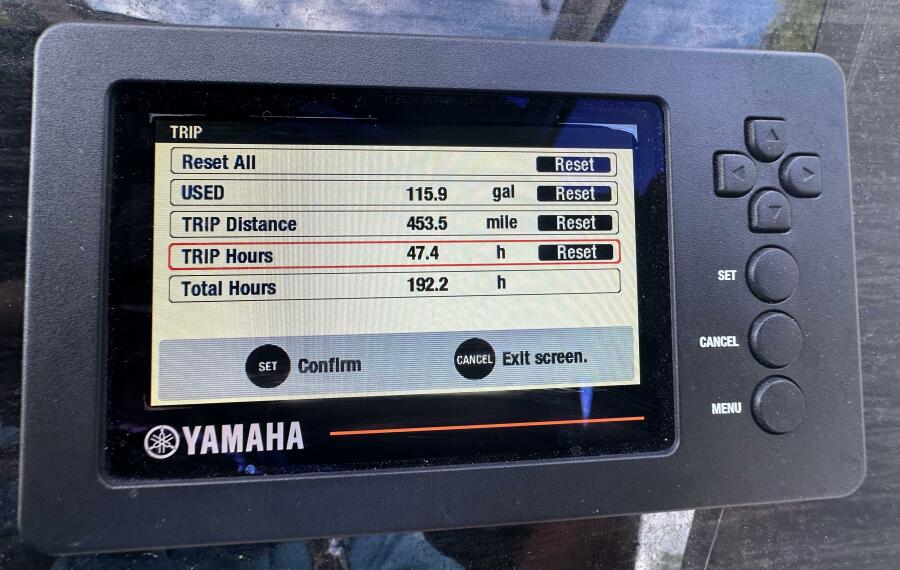 TRIP
Reset All Reset
USED 115.9 gal Reset
TRIP Distance 453.5 mile Reset
TRIP Hours 47.4 h Reset
Total Hours 192.2 h
SET Confirm CANCEL Exit screen.
YAMAHA
SET
CANCEL
MENU